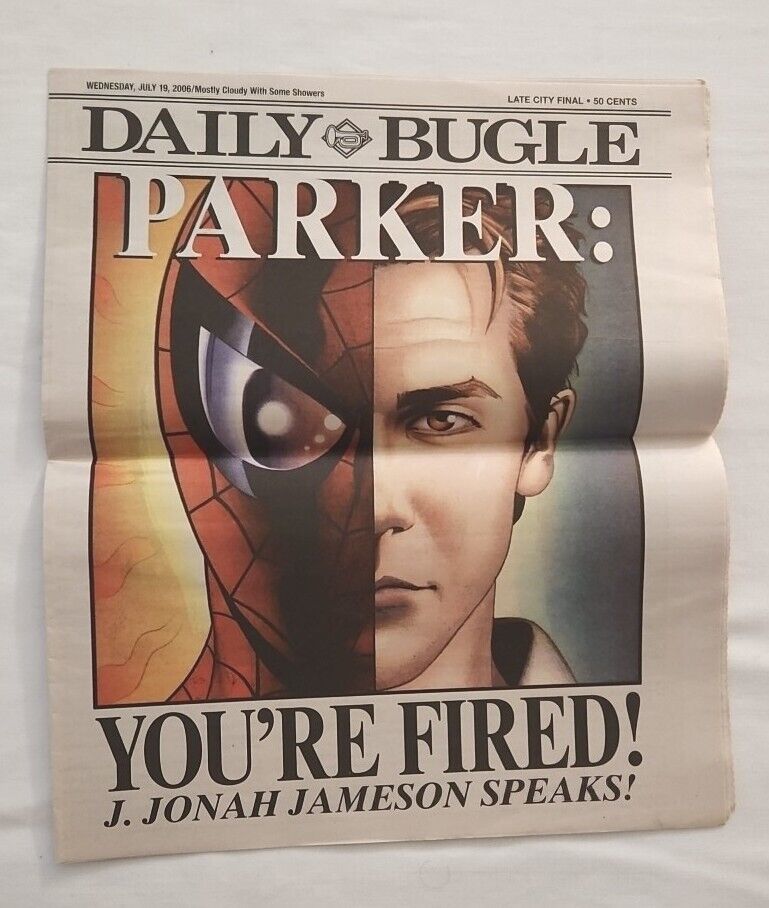 WEDNESDAY, JULY 19, 2006/Mostly Cloudy With Some Showers
LATE CITY FINAL • 50 CENTS
DAILY BUGLE
PARKER:
YOU'RE FIRED!
J. JONAH JAMESON SPEAKS!